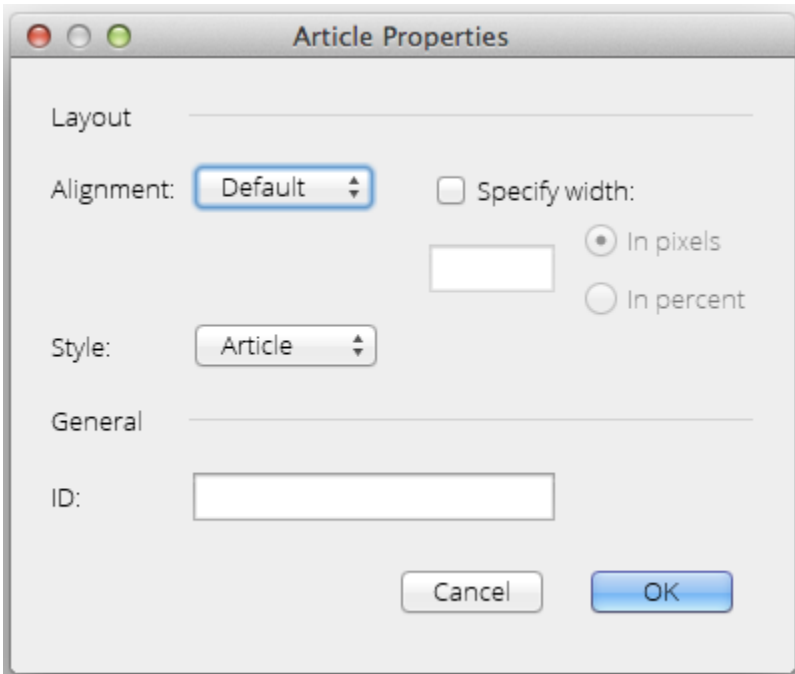 Article Properties
Layout
Alignment: Default Specify width:
In pixels
In percent
Style: Article
General
ID:
Cancel OK